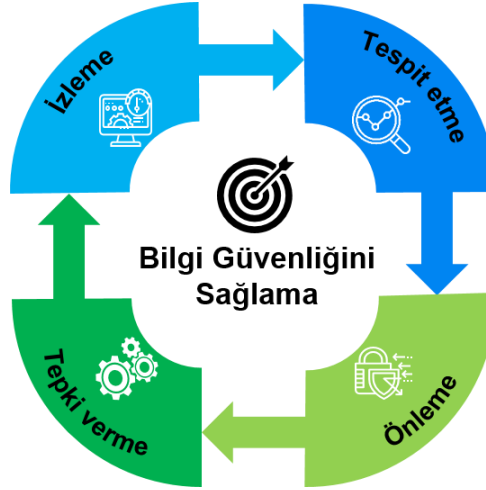 İzleme
Tespit etme
Bilgi Güvenliğini
Sağlama
Tepki verme
Önleme